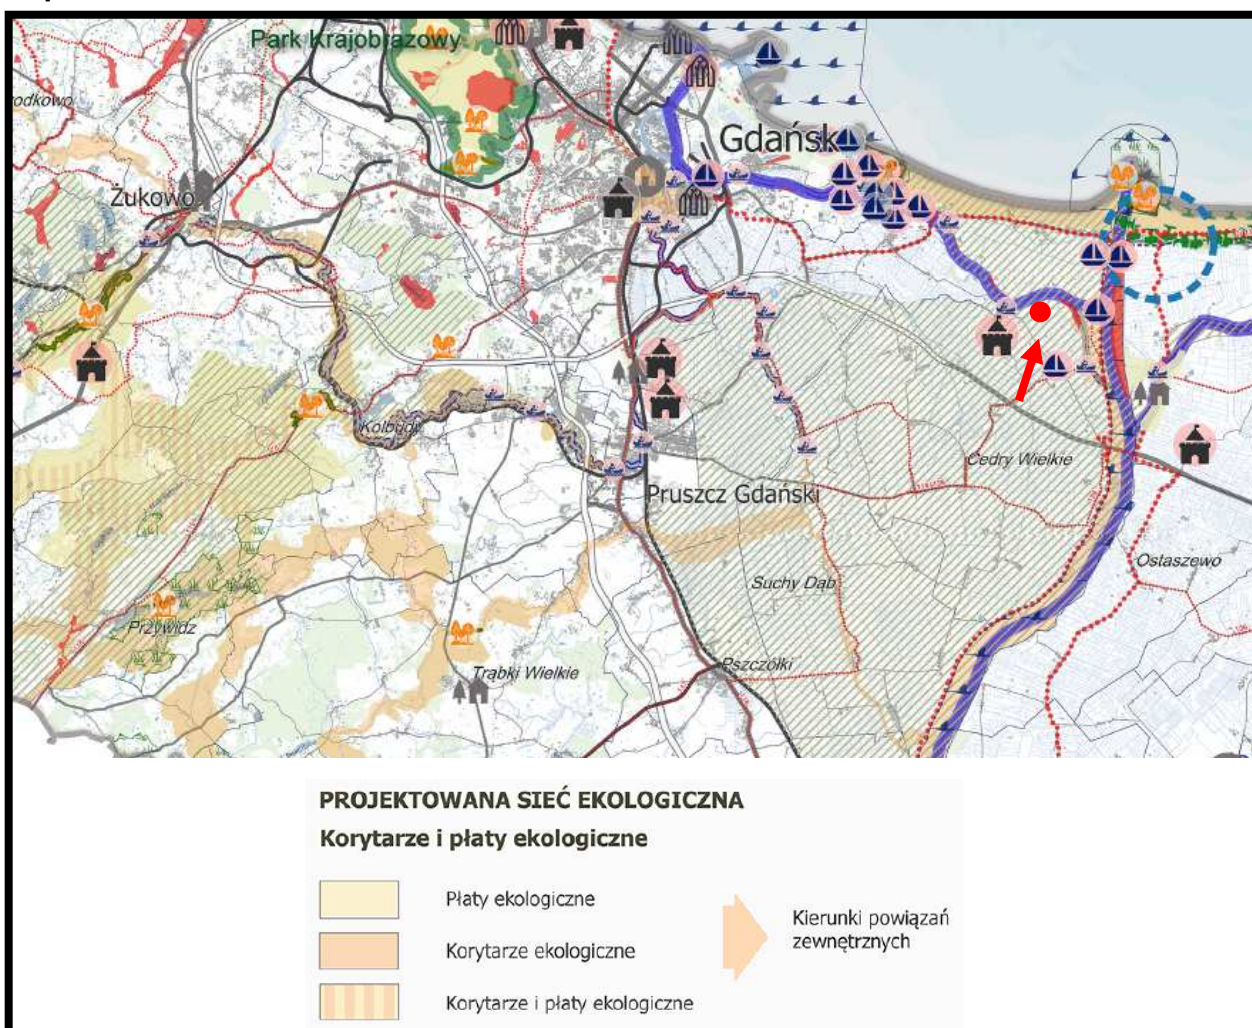 Park Krajobrazowy
rodkowo
Gdańsk
Żukowo
Kolbudy
Cedry Wielkie
Pruszcz Gdański
Suchy Dąb
Ostaszewo
Przywidz
Trąbki Wielkie
Pszczółki
PROJEKTOWANA SIEĆ EKOLOGICZNA
Korytarze i płaty ekologiczne
Płaty ekologiczne
Korytarze ekologiczne
Korytarze i płaty ekologiczne
Kierunki powiązań
zewnętrznych